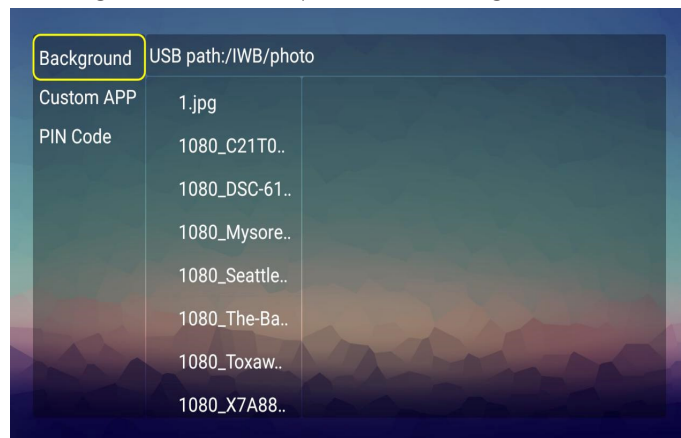 Background
USB path:/IWB/photo
Custom APP
PIN Code
1.jpg
1080_C21T0..
1080_DSC-61..
1080_Mysore..
1080_Seattle..
1080_The-Ba..
1080_Toxaw..
1080_X7A88..